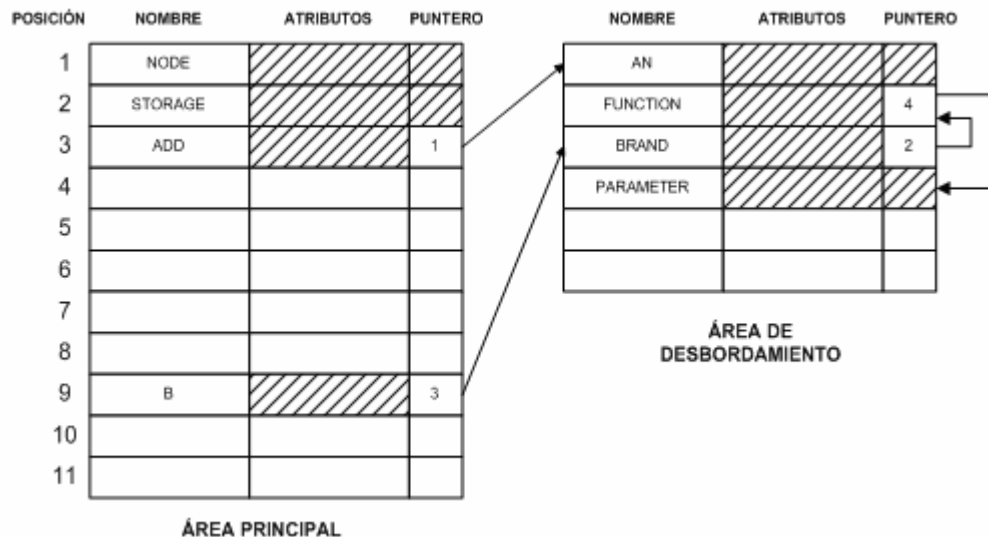 POSICIÓN NOMBRE ATRIBUTOS PUNTERO NOMBRE ATRIBUTOS PUNTERO
1 NODE AN
2 STORAGE FUNCTION 4
3 ADD 1 BRAND 2
4 PARAMETER
5
6
7
8
9 B 3
10
11
ÁREA DE
DESBORDAMIENTO
ÁREA PRINCIPAL